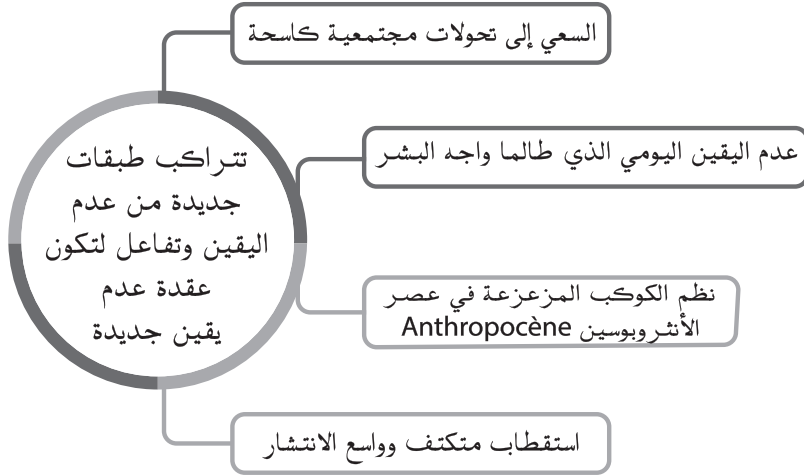 السعي إلى تحولات مجتمعية كاسحة
تتراكب طبقات
جديدة من عدم
اليقين وتفاعل لتكون
عقدة عدم
يقين جديدة
عدم اليقين اليومي الذي طالما واجه البشر
نظم الكوكب المزعزعة في عصر
الأنثروبوسين Anthropocène
استقطاب متكتف وواسع الانتشار